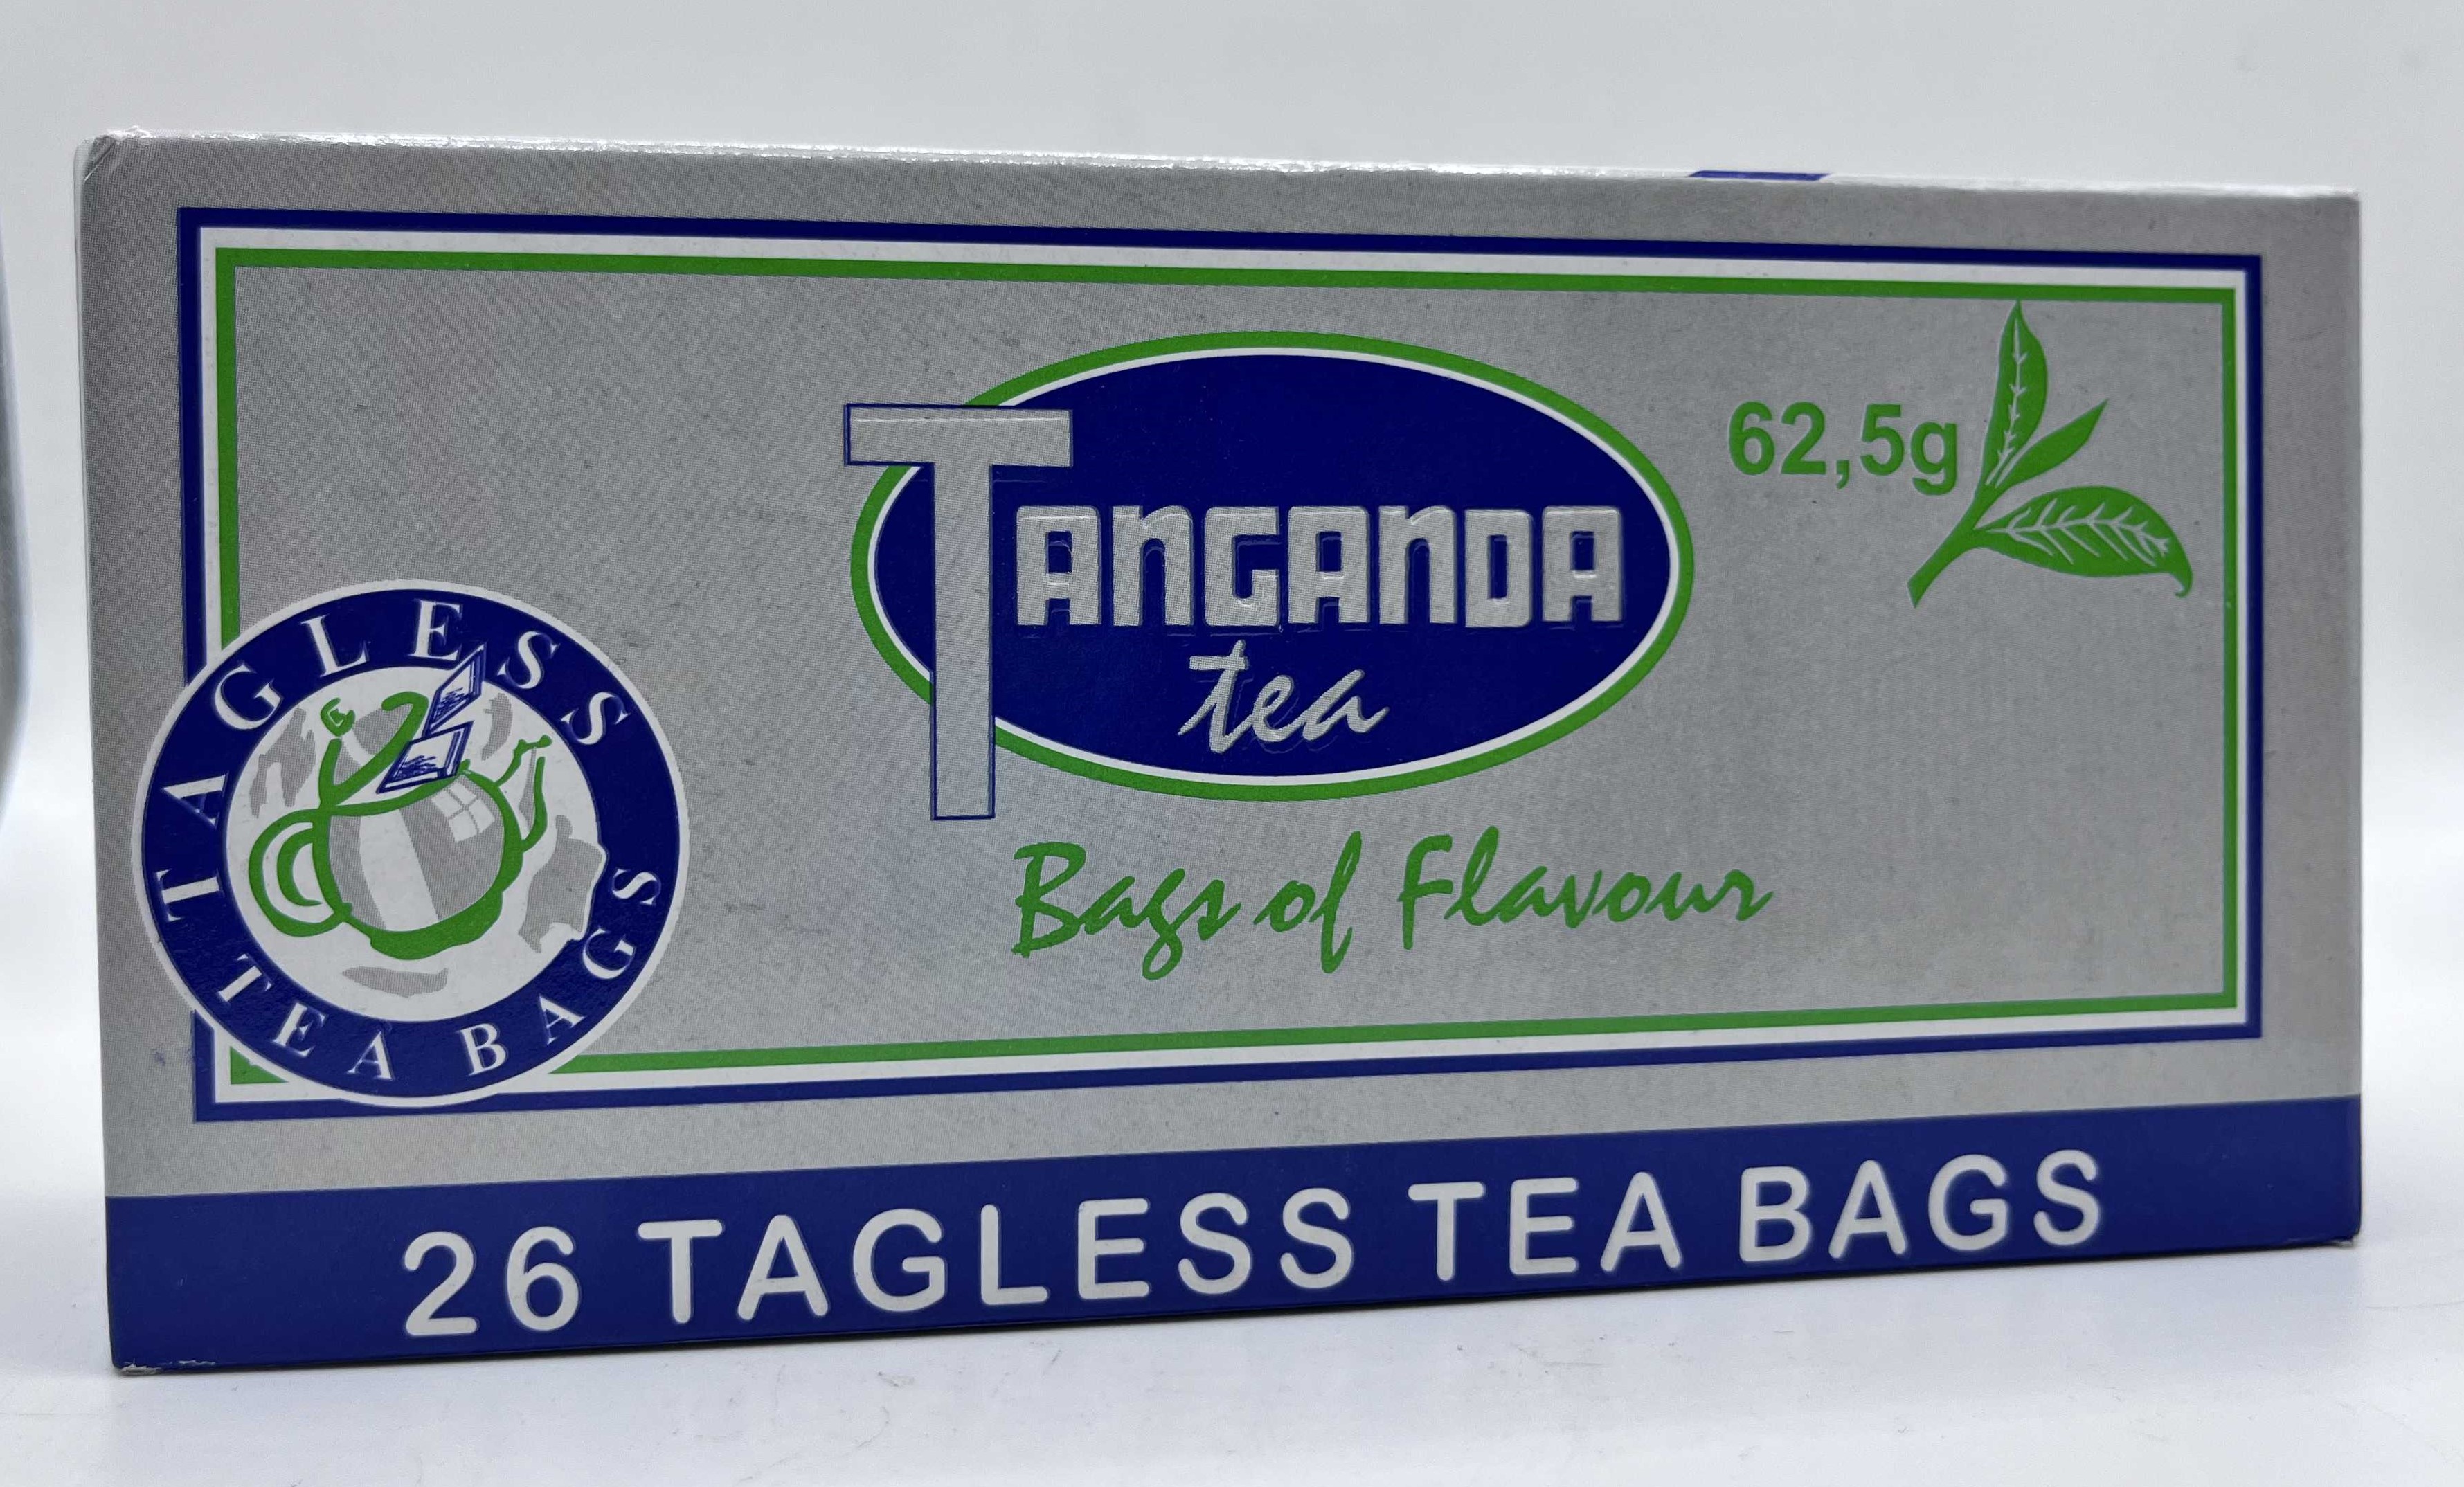 TANGANDA
tea
62,5g
Bags of Flavour
TAGLESS
TEA BAGS
26 TAGLESS TEA BAGS